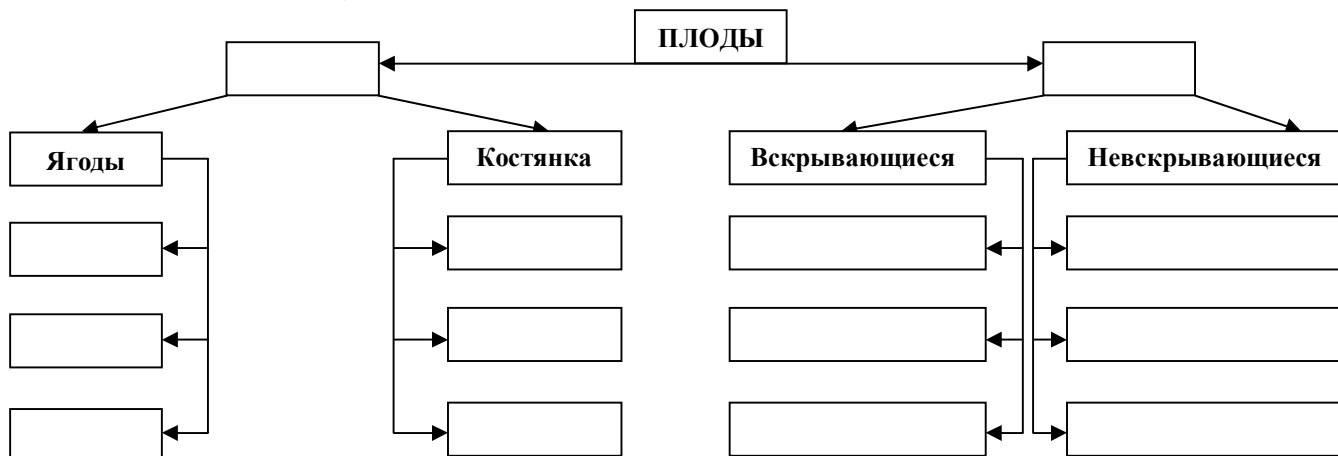 ПЛОДЫ
Ягоды
Костянка
Вскрывающиеся
Невскрывающиеся